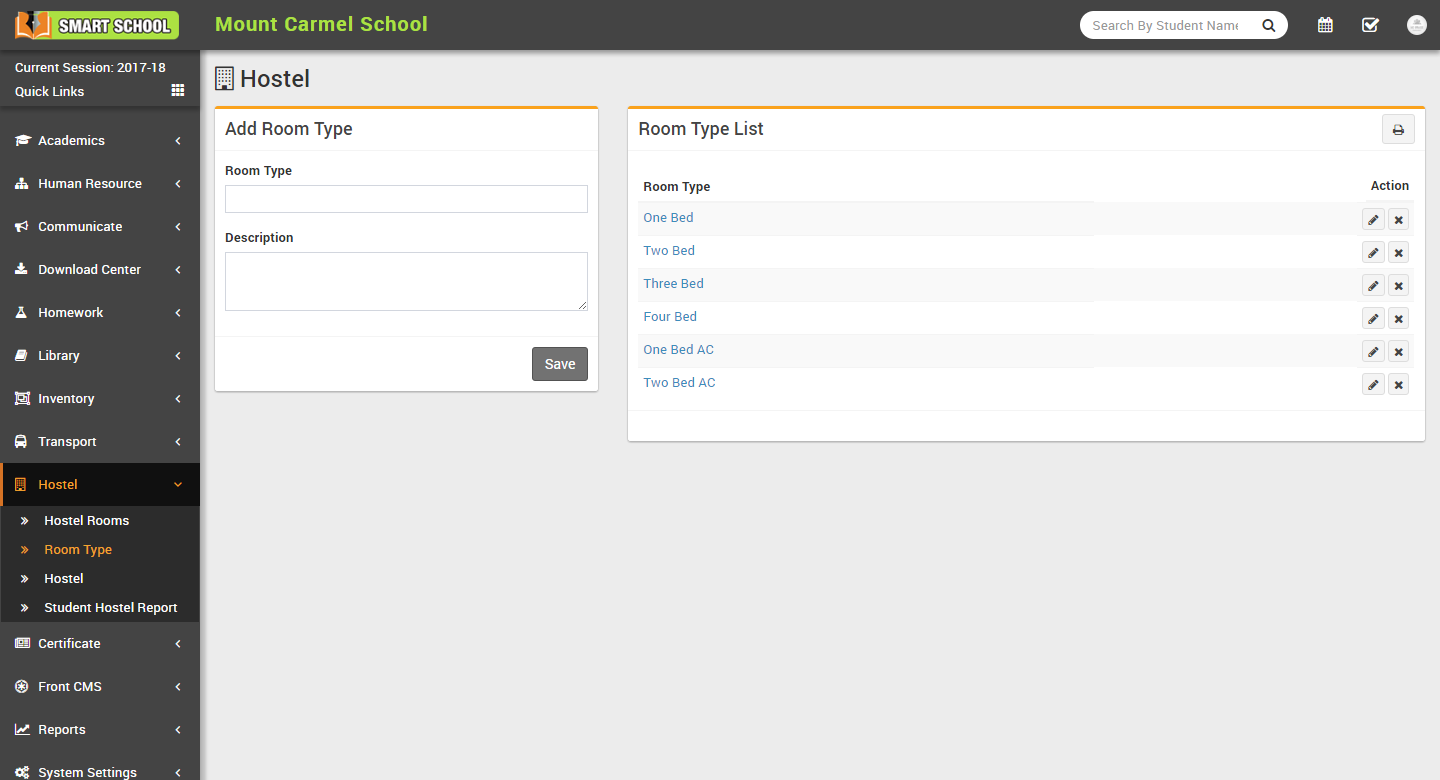 SMART SCHOOL
Mount Carmel School
Search By Student Name
Current Session: 2017-18
Quick Links
Academics
Human Resource
Communicate
Download Center
Homework
Library
Inventory
Transport
Hostel
Hostel Rooms
Room Type
Hostel
Student Hostel Report
Certificate
Front CMS
Reports
System Settings
Hostel
Add Room Type
Room Type
Description
Save
Room Type List
Room Type Action
One Bed
Two Bed
Three Bed
Four Bed
One Bed AC
Two Bed AC